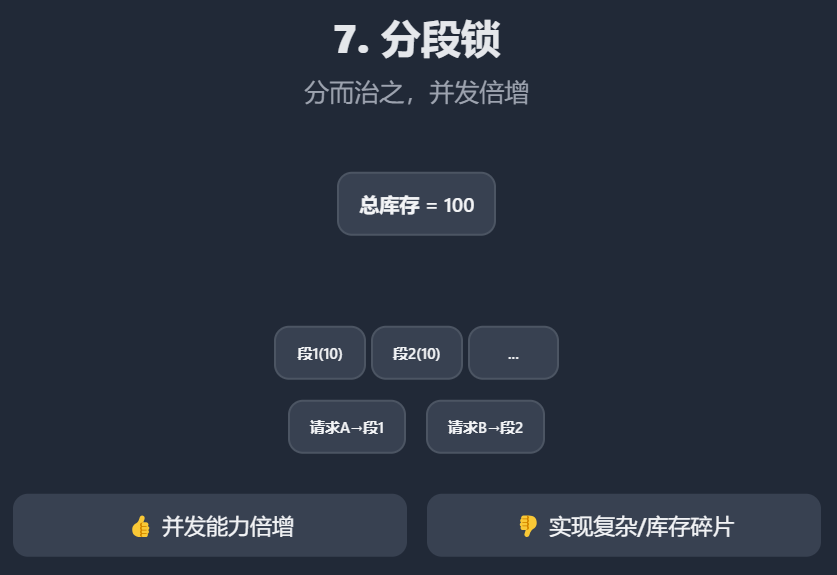 7. 分段锁
分而治之，并发倍增
总库存 = 100
段1(10) 段2(10) ...
请求A→段1 请求B→段2
👍 并发能力倍增 👎 实现复杂/库存碎片